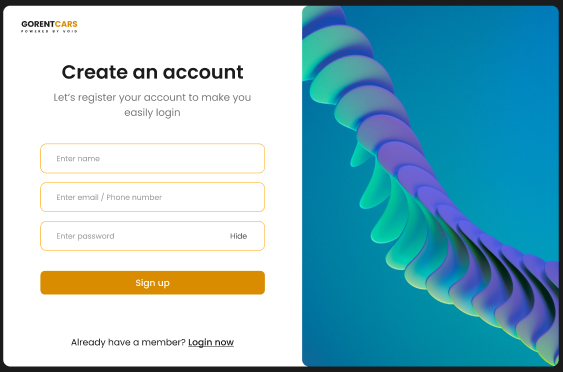 GORENTCARS
POWERED BY VOID
Create an account
Let's register your account to make you
easily login
Enter name
Enter email / Phone number
Enter password Hide
Sign up
Already have a member? Login now